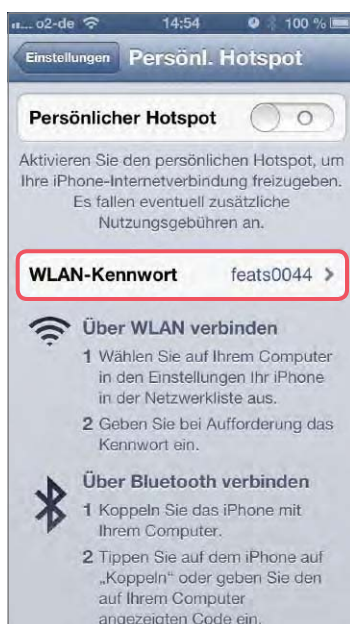 o2-de 14:54 100 %
Einstellungen Persönl. Hotspot
Persönlicher Hotspot
Aktivieren Sie den persönlichen Hotspot, um
Ihre iPhone-Internetverbindung freizugeben.
Es fallen eventuell zusätzliche
Nutzungsgebühren an.
WLAN-Kennwort feats0044
Über WLAN verbinden
1 Wählen Sie auf Ihrem Computer
in den Einstellungen Ihr iPhone
in der Netzwerkliste aus.
2 Geben Sie bei Aufforderung das
Kennwort ein.
Über Bluetooth verbinden
1 Koppeln Sie das iPhone mit
Ihrem Computer.
2 Tippen Sie auf dem iPhone auf
„Koppeln“ oder geben Sie den
auf Ihrem Computer
angezeigten Code ein.